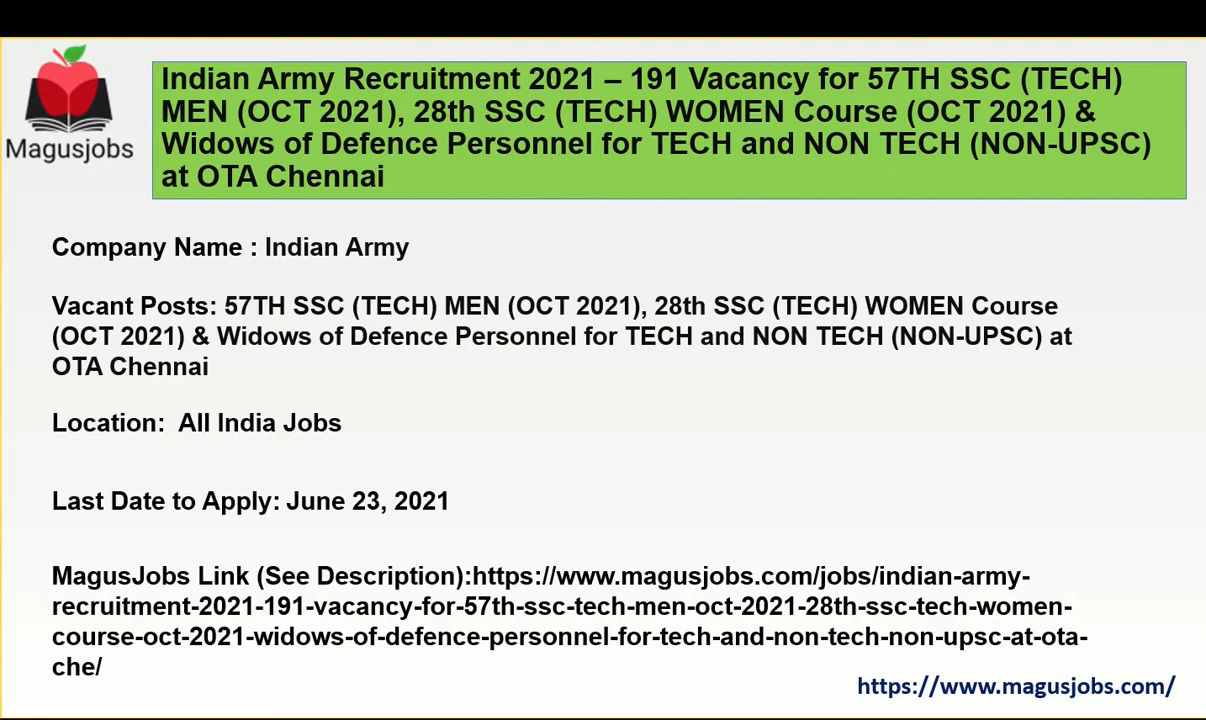 Magusjobs
Indian Army Recruitment 2021 – 191 Vacancy for 57TH SSC (TECH)
MEN (OCT 2021), 28th SSC (TECH) WOMEN Course (OCT 2021) &
Widows of Defence Personnel for TECH and NON TECH (NON-UPSC)
at OTA Chennai
Company Name : Indian Army
Vacant Posts: 57TH SSC (TECH) MEN (OCT 2021), 28th SSC (TECH) WOMEN Course
(OCT 2021) & Widows of Defence Personnel for TECH and NON TECH (NON-UPSC) at
OTA Chennai
Location:  All India Jobs
Last Date to Apply: June 23, 2021
MagusJobs Link (See Description):https://www.magusjobs.com/jobs/indian-army-
recruitment-2021-191-vacancy-for-57th-ssc-tech-men-oct-2021-28th-ssc-tech-women-
course-oct-2021-widows-of-defence-personnel-for-tech-and-non-tech-non-upsc-at-ota-
che/
https://www.magusjobs.com/